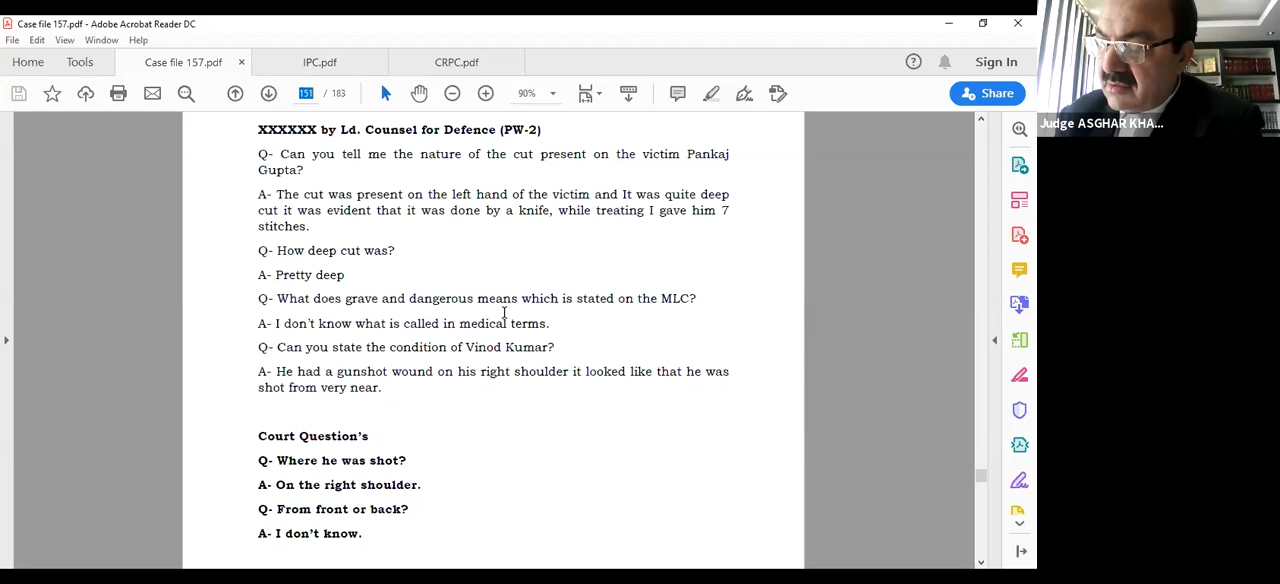 Case file 157.pdf - Adobe Acrobat Reader DC
File Edit View Window Help
Home Tools Case file 157.pdf × IPC.pdf CRPC.pdf Sign In
151 / 183 90% Share
Judge ASGHAR KHA...
XXXXXX by Ld. Counsel for Defence (PW-2)
Q- Can you tell me the nature of the cut present on the victim Pankaj
Gupta?
A- The cut was present on the left hand of the victim and It was quite deep
cut it was evident that it was done by a knife, while treating I gave him 7
stitches.
Q- How deep cut was?
A- Pretty deep
Q- What does grave and dangerous means which is stated on the MLC?
A- I don't know what is called in medical terms.
Q- Can you state the condition of Vinod Kumar?
A- He had a gunshot wound on his right shoulder it looked like that he was
shot from very near.
Court Question's
Q- Where he was shot?
A- On the right shoulder.
Q- From front or back?
A- I don't know.